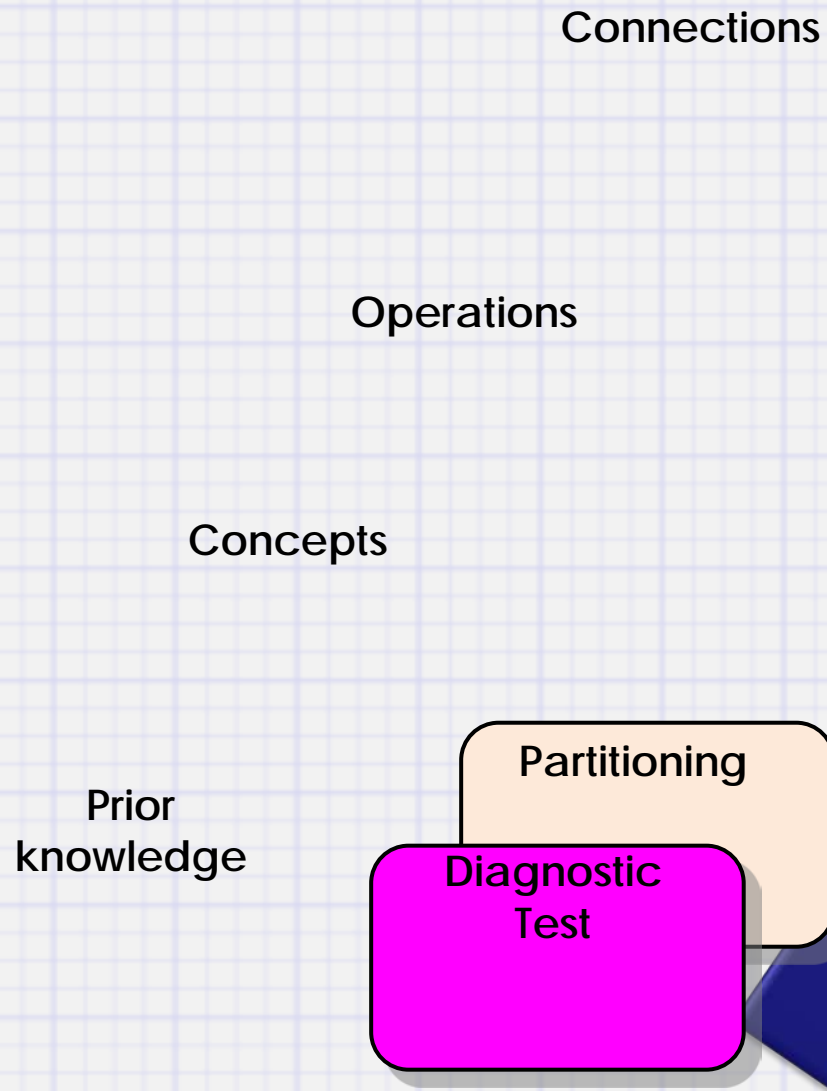 Connections
Operations
Concepts
Partitioning
Prior
knowledge
Diagnostic
Test